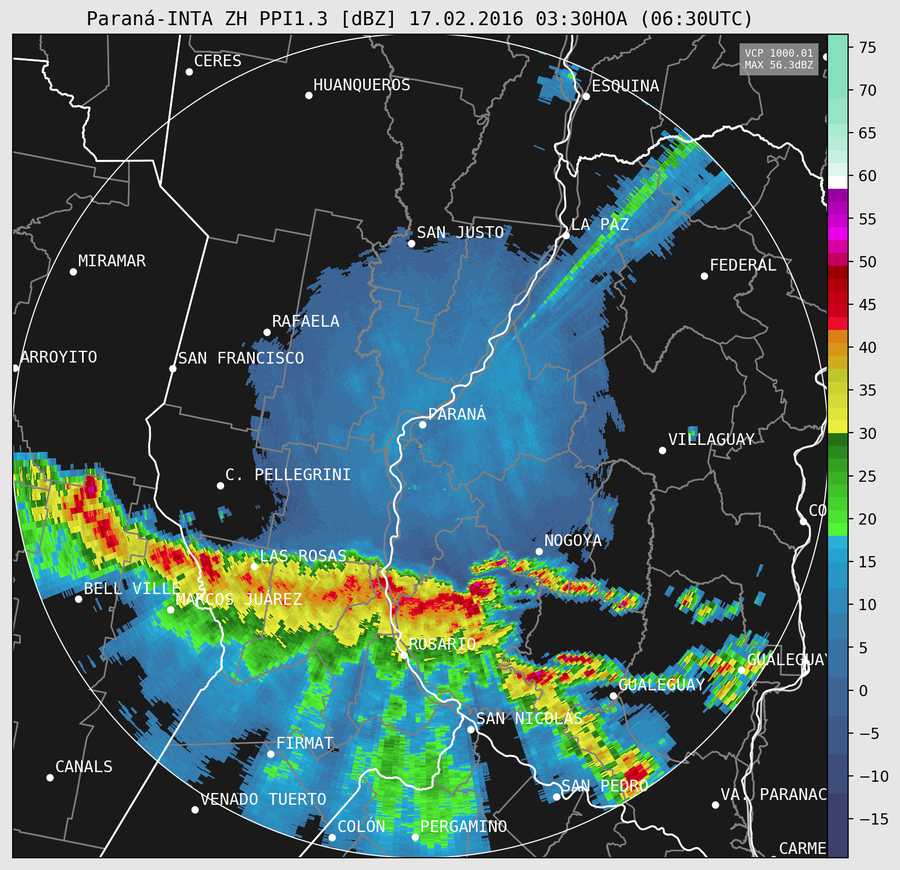 Paraná-INTA ZH PPI1.3 [dBZ] 17.02.2016 03:30HOA (06:30UTC)
VCP 1000.01
MAX 56.3dBZ
CERES
HUANQUEROS
ESQUINA
SAN JUSTO
LA PAZ
MIRAMAR
FEDERAL
RAFAELA
ARROYITO
SAN FRANCISCO
PARANÁ
VILLAGUAY
C. PELLEGRINI
CO
NOGOYA
LAS ROSAS
BELL VILLE
MARCOS JUÁREZ
ROSARIO
GUALEGUAY
GUALEGUAY
SAN NICOLAS
FIRMAT
CANALS
SAN PEDRO
VENADO TUERTO
VA. PARANAC
COLÓN
PERGAMINO
CARME
75
70
65
60
55
50
45
40
35
30
25
20
15
10
5
0
−5
−10
−15